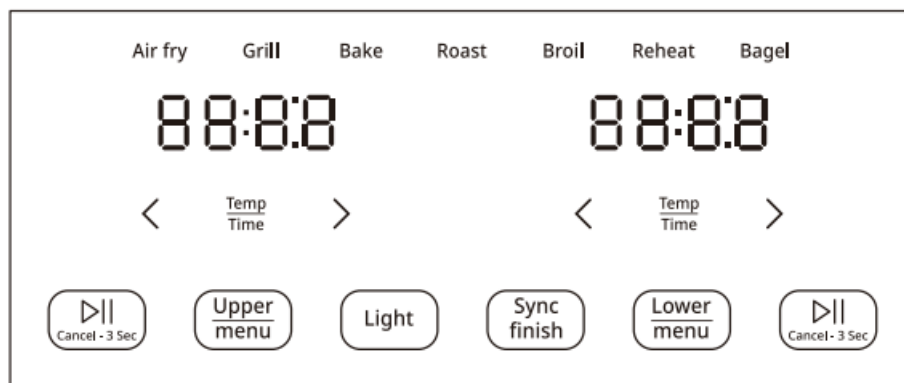 Air fry Grill Bake Roast Broil Reheat Bagel
88:8.8 88:8.8
Temp Temp
Time Time
Upper Sync Lower
menu Light finish menu
Cancel - 3 Sec Cancel - 3 Sec